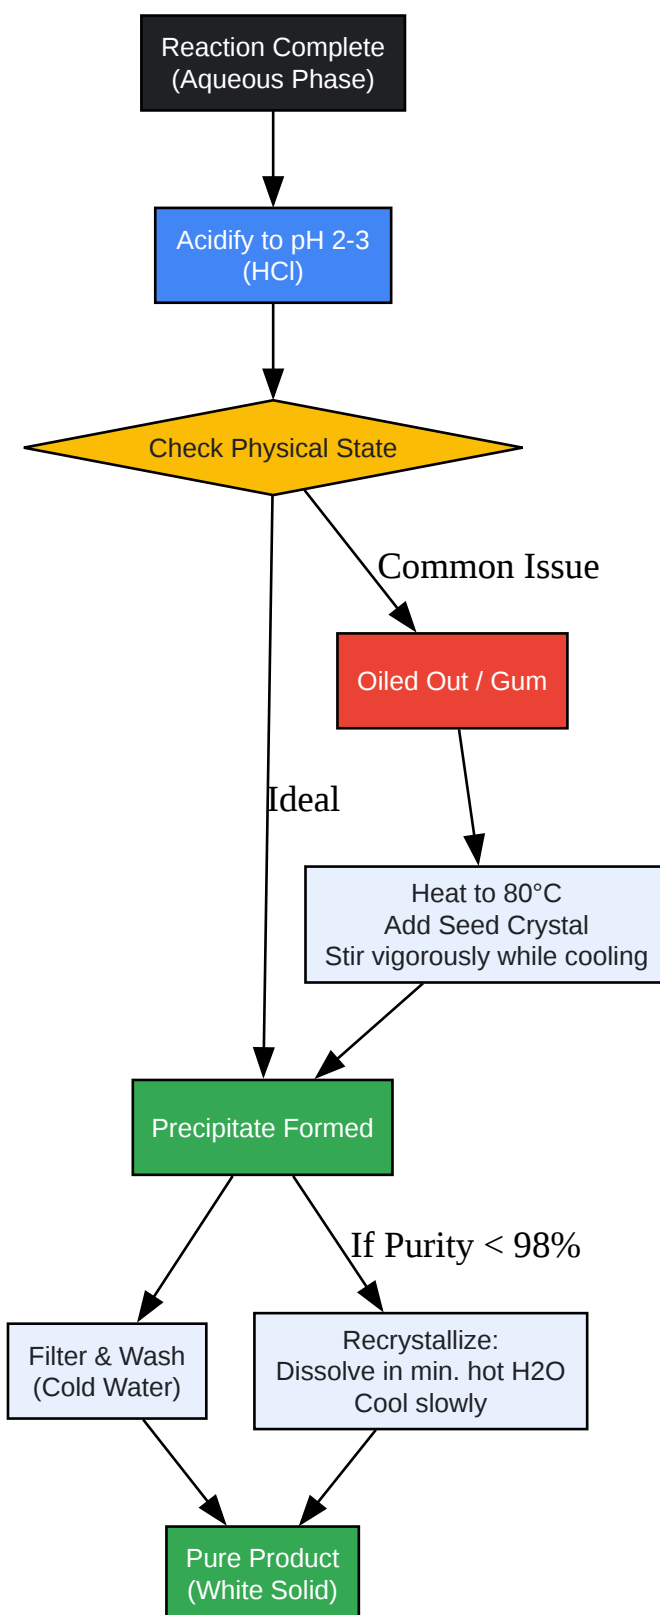 Reaction Complete
(Aqueous Phase)
Acidify to pH 2-3
(HCl)
Check Physical State
Common Issue
Oiled Out / Gum
Ideal
Heat to 80°C
Add Seed Crystal
Stir vigorously while cooling
Precipitate Formed
If Purity < 98%
Filter & Wash
(Cold Water)
Recrystallize:
Dissolve in min. hot H2O
Cool slowly
Pure Product
(White Solid)